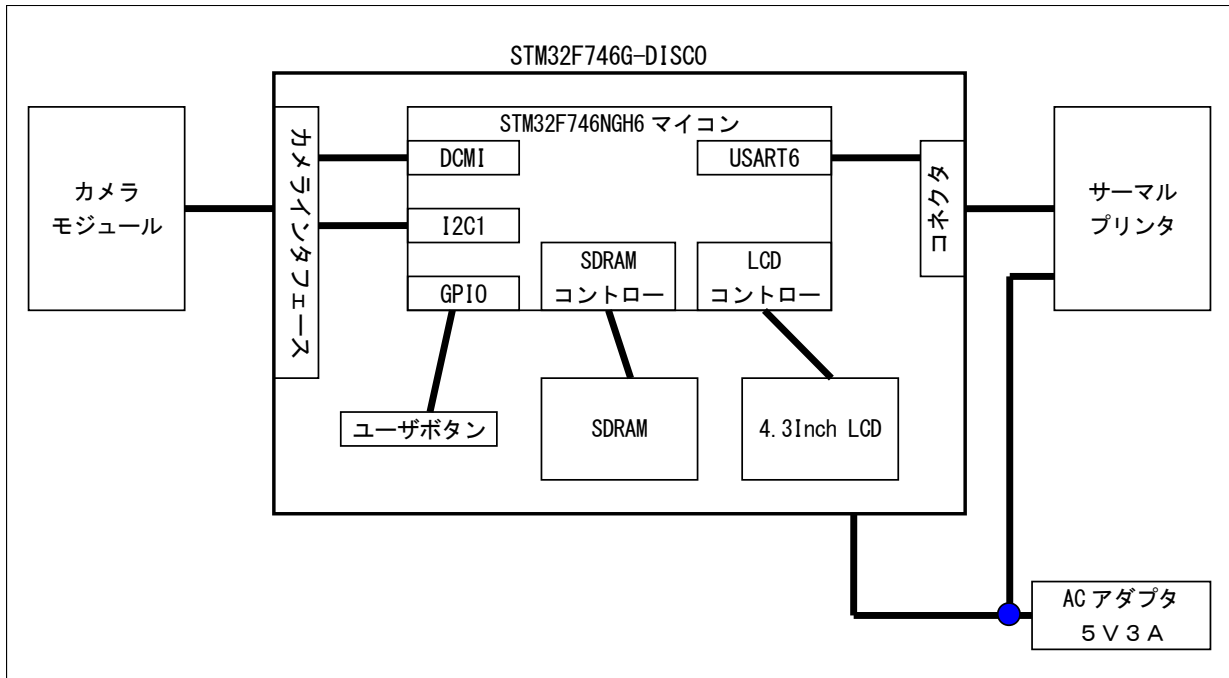 STM32F746G-DISCO
カメラ
モジュール
カメラインタフェース
STM32F746NGH6 マイコン
DCMI
I2C1
GPIO
USART6
SDRAM
コントロー
LCD
コントロー
コネクタ
サーマル
プリンタ
ユーザボタン
SDRAM
4.3Inch LCD
AC アダプタ
5V3A